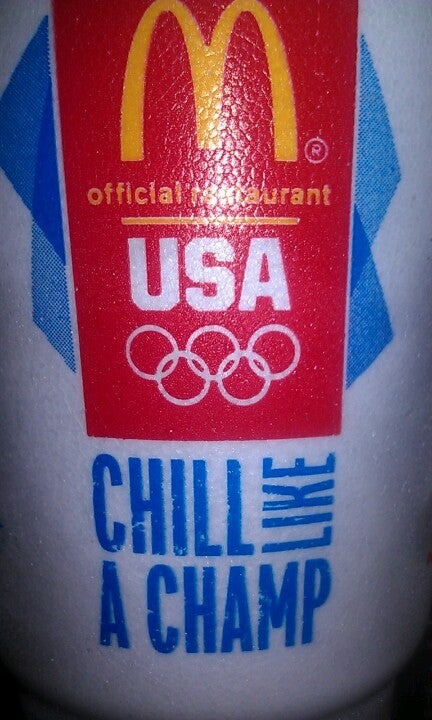 M
®
official restaurant
USA
CHILL LIKE
A CHAMP